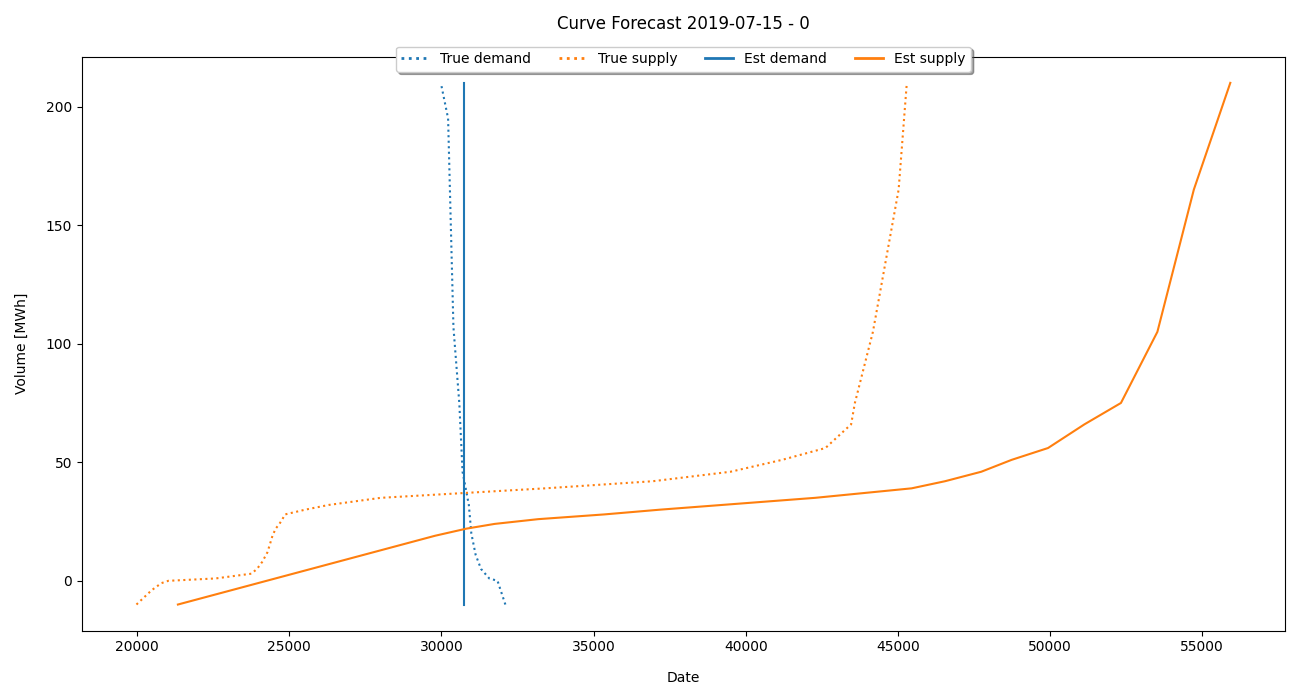 Curve Forecast 2019-07-15 - 0
True demand True supply Est demand Est supply
200
150
100
50
0
Volume [MWh]
20000 25000 30000 35000 40000 45000 50000 55000
Date